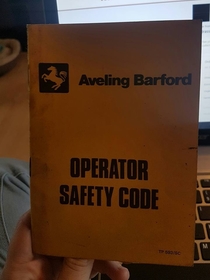 Aveling Barford
OPERATOR
SAFETY CODE